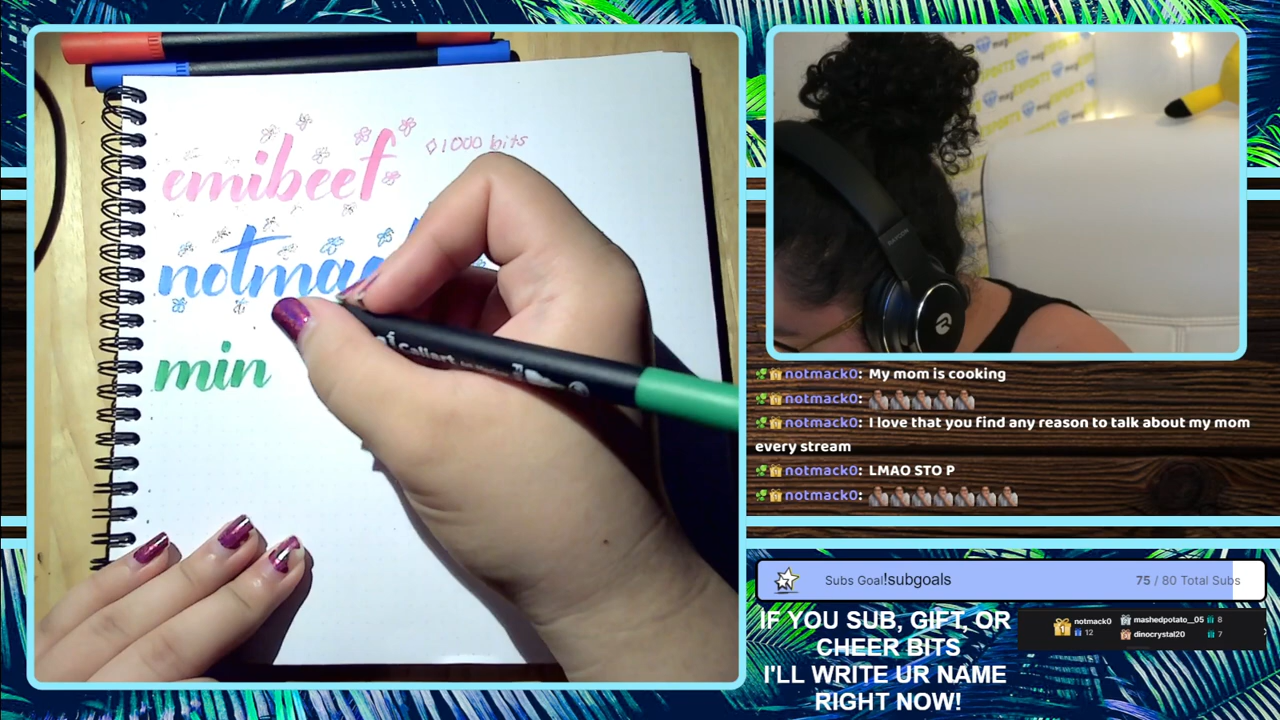 emibeef
◊1000 bits
notmac
min
notmack0: My mom is cooking
notmack0:
notmack0: I love that you find any reason to talk about my mom
every stream
notmack0: LMAO STO P
notmack0:
Subs Goal!subgoals
75 / 80 Total Subs
IF YOU SUB, GIFT, OR
CHEER BITS
I'LL WRITE UR NAME
RIGHT NOW!
notmack0
12
mashedpotato__05 8
dinocrystal20 7